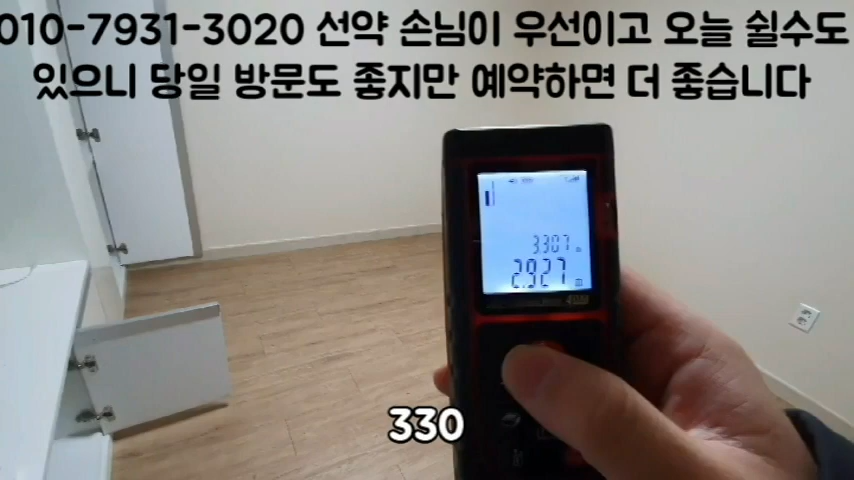 010-7931-3020 선약 손님이 우선이고 오늘 쉴수도
있으니 당일 방문도 좋지만 예약하면 더 좋습니다
3.307
2.927
40M
330